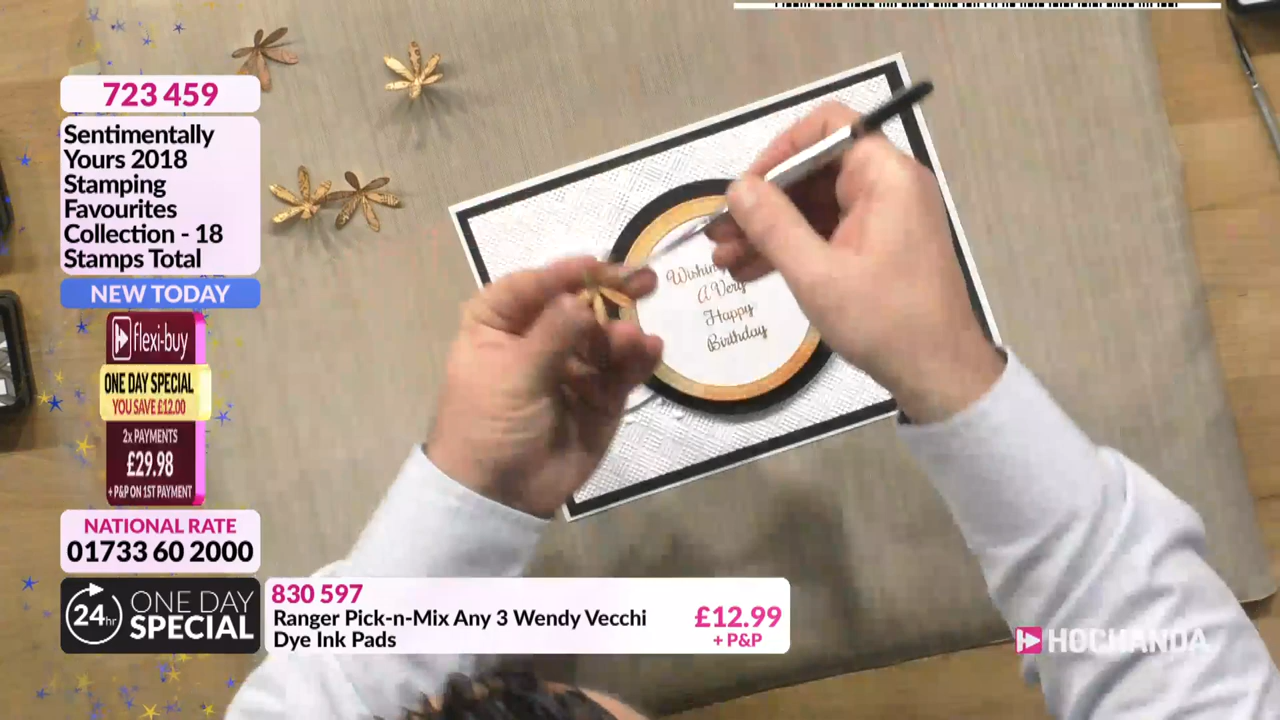 723 459
Sentimentally
Yours 2018
Stamping
Favourites
Collection - 18
Stamps Total
NEW TODAY
flexi-buy
ONE DAY SPECIAL
YOU SAVE £12.00
2x PAYMENTS
£29.98
+ P&P ON 1ST PAYMENT
NATIONAL RATE
01733 60 2000
24hr ONE DAY
SPECIAL
830 597
Ranger Pick-n-Mix Any 3 Wendy Vecchi
Dye Ink Pads
£12.99
+ P&P
A Very
Happy
Birthday
HOCHANDA